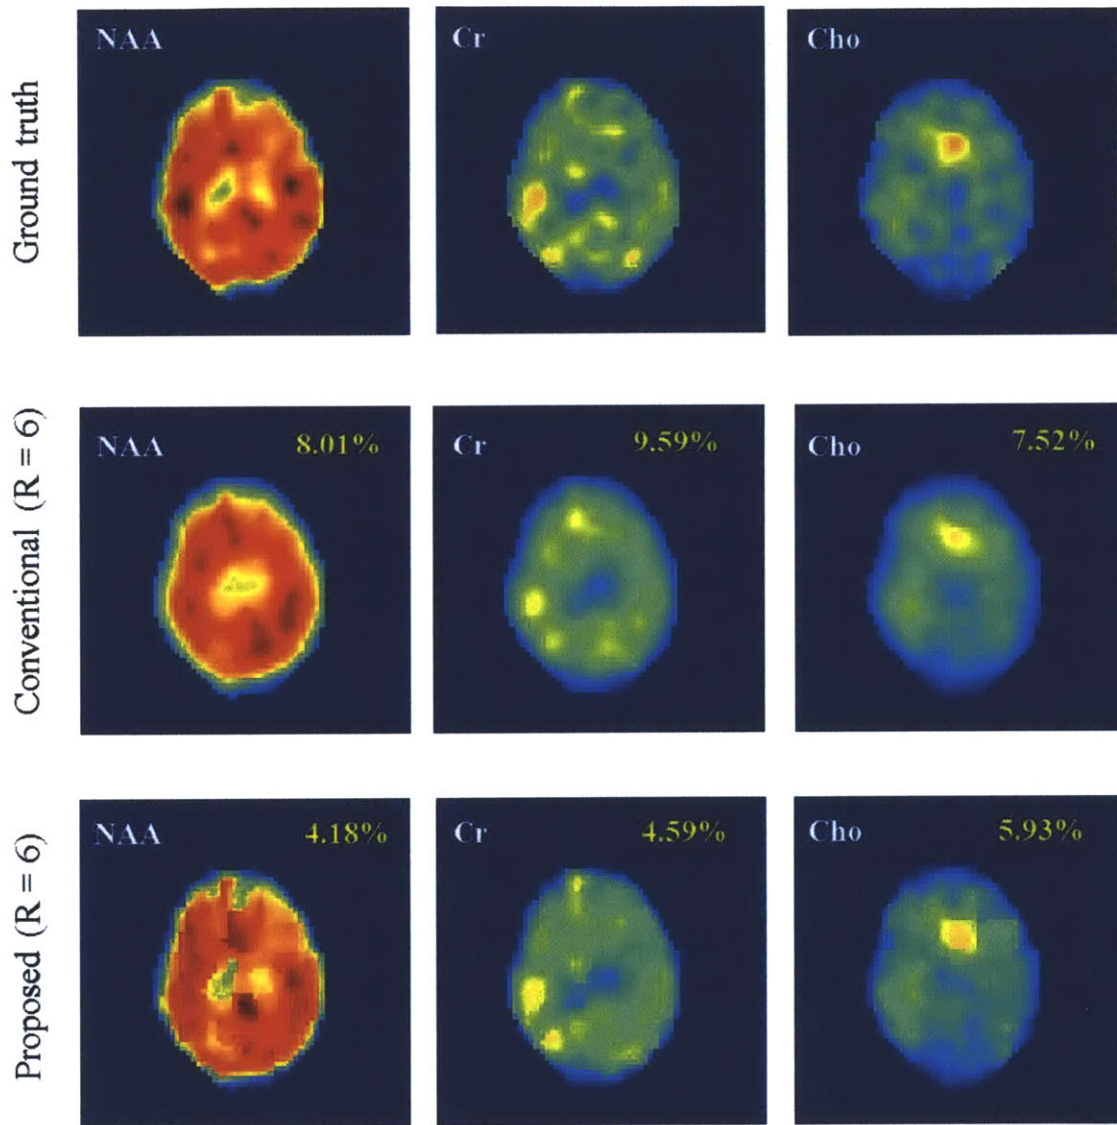 Ground truth
NAA
Cr
Cho
Conventional (R = 6)
NAA
8.01%
Cr
9.59%
Cho
7.52%
Proposed (R = 6)
NAA
4.18%
Cr
4.59%
Cho
5.93%